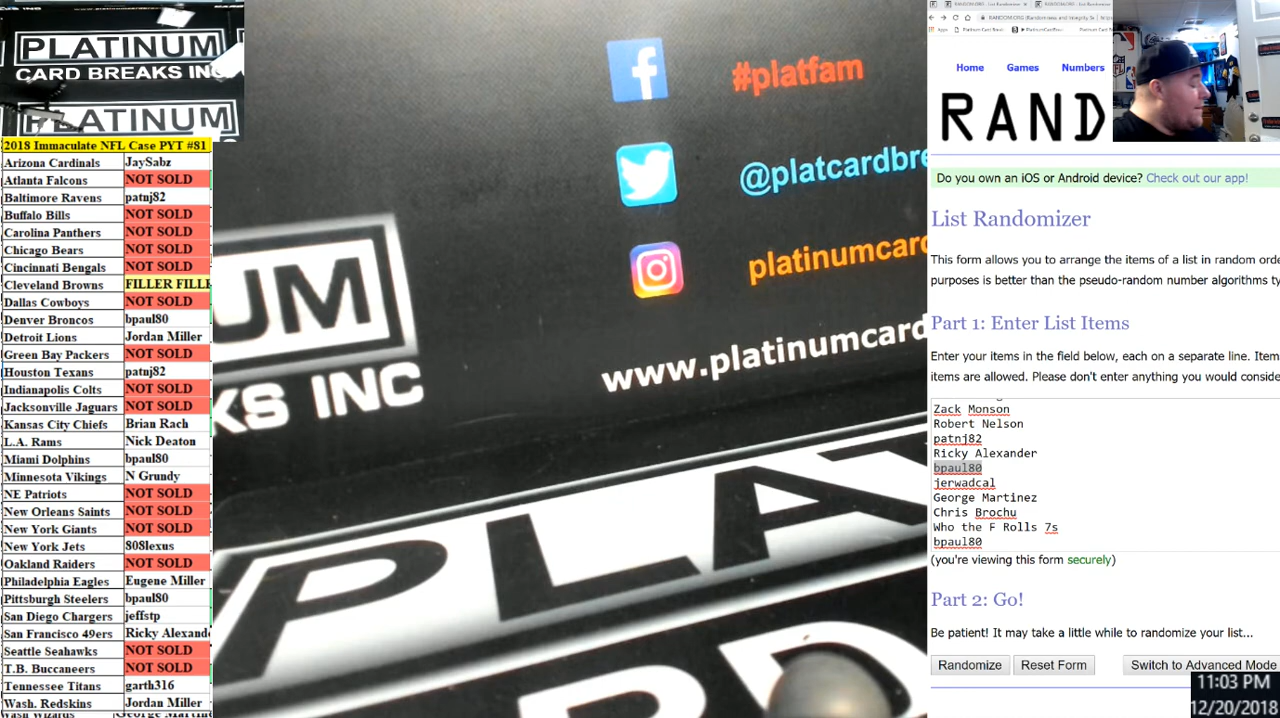 PLATINUM
CARD BREAKS INC
PLATINUM
2018 Immaculate NFL Case PYT #81
Arizona Cardinals JaySabz
Atlanta Falcons NOT SOLD
Baltimore Ravens patnj82
Buffalo Bills NOT SOLD
Carolina Panthers NOT SOLD
Chicago Bears NOT SOLD
Cincinnati Bengals NOT SOLD
Cleveland Browns FILLER FILLE
Dallas Cowboys NOT SOLD
Denver Broncos bpaul80
Detroit Lions Jordan Miller
Green Bay Packers NOT SOLD
Houston Texans patnj82
Indianapolis Colts NOT SOLD
Jacksonville Jaguars NOT SOLD
Kansas City Chiefs Brian Rach
L.A. Rams Nick Deaton
Miami Dolphins bpaul80
Minnesota Vikings N Grundy
NE Patriots NOT SOLD
New Orleans Saints NOT SOLD
New York Giants NOT SOLD
New York Jets 808lexus
Oakland Raiders NOT SOLD
Philadelphia Eagles Eugene Miller
Pittsburgh Steelers bpaul80
San Diego Chargers jeffstp
San Francisco 49ers Ricky Alexand
Seattle Seahawks NOT SOLD
T.B. Buccaneers NOT SOLD
Tennessee Titans garth316
Wash. Redskins Jordan Miller
Wash Wizards George Martin
#platfam
@platcardbre
platinumcar
www.platinumcard
UM
KS INC
PLAT
RD
Home Games Numbers
RAND
Do you own an iOS or Android device? Check out our app!
List Randomizer
This form allows you to arrange the items of a list in random orde
purposes is better than the pseudo-random number algorithms ty
Part 1: Enter List Items
Enter your items in the field below, each on a separate line. Item
items are allowed. Please don't enter anything you would conside
Zack Monson
Robert Nelson
patnj82
Ricky Alexander
bpaul80
jerwadcal
George Martinez
Chris Brochu
Who the F Rolls 7s
bpaul80
(you're viewing this form securely)
Part 2: Go!
Be patient! It may take a little while to randomize your list...
Randomize Reset Form Switch to Advanced Mode
11:03 PM
12/20/2018